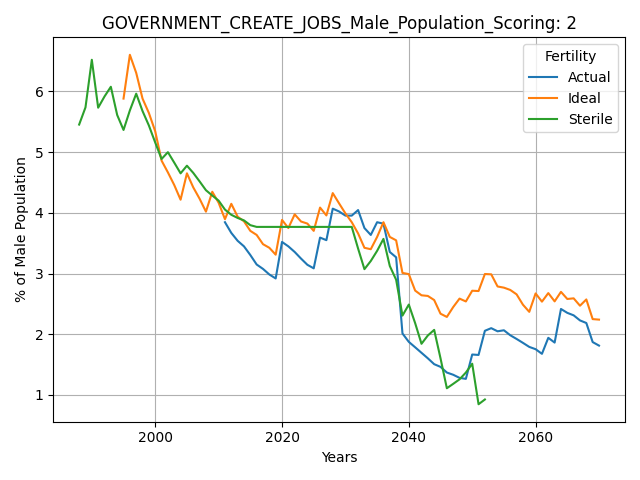 GOVERNMENT_CREATE_JOBS_Male_Population_Scoring: 2
Fertility
Actual
Ideal
Sterile
% of Male Population
6
5
4
3
2
1
2000 2020 2040 2060
Years